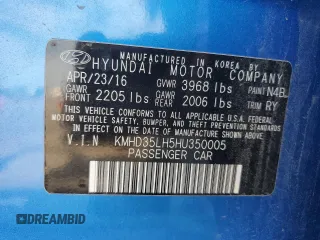 MANUFACTURED IN KOREA BY
HYUNDAI MOTOR COMPANY
APR/23/16 GVWR 3968 lbs PAINT N4B
GAWR FRONT 2205 lbs GAWR REAR 2006 lbs TRIM RY
THIS VEHICLE CONFORMS TO ALL APPLICABLE
FEDERAL MOTOR VEHICLE SAFETY,
BUMPER, AND THEFT PREVENTION STANDARDS
IN EFFECT ON THE DATE OF
MANUFACTURE SHOWN ABOVE.
V.I.N KMHD35LH5HU350005
PASSENGER CAR
DREAMBID